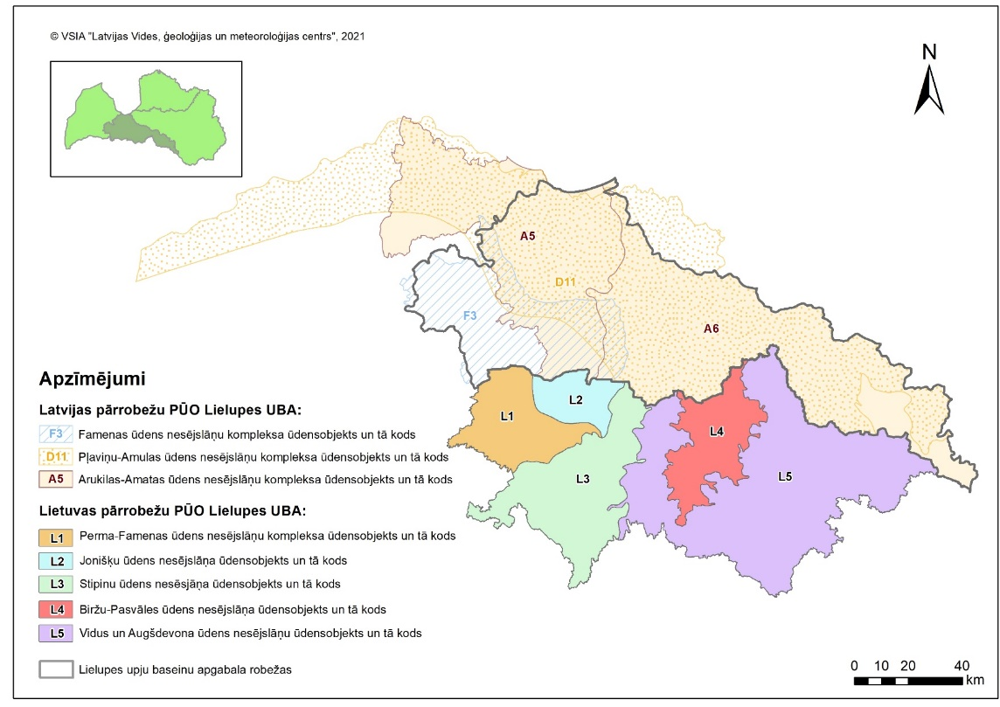 © VSIA "Latvijas Vides, ģeoloģijas un meteoroloģijas centrs", 2021
N
A5
D11
F3
A6
L1
L2
L3
L4
L5
Apzīmējumi
Latvijas pārrobežu PŪO Lielupes UBA:
F3 Famenas ūdens nesējslāņu kompleksa ūdensobjekts un tā kods
D11 Pļaviņu-Amulas ūdens nesējslāņu kompleksa ūdensobjekts un tā kods
A5 Arukilas-Amatas ūdens nesējslāņu kompleksa ūdensobjekts un tā kods
Lietuvas pārrobežu PŪO Lielupes UBA:
L1 Perma-Famenas ūdens nesējslāņu kompleksa ūdensobjekts un tā kods
L2 Jonišķu ūdens nesējslāņa ūdensobjekts un tā kods
L3 Stipinu ūdens nesēsjāņa ūdensobjekts un tā kods
L4 Biržu-Pasvāles ūdens nesējslāņa ūdensobjekts un tā kods
L5 Vidus un Augšdevona ūdens nesējslāņu ūdensobjekts un tā kods
Lielupes upju baseinu apgabala robežas
0 10 20 40
km